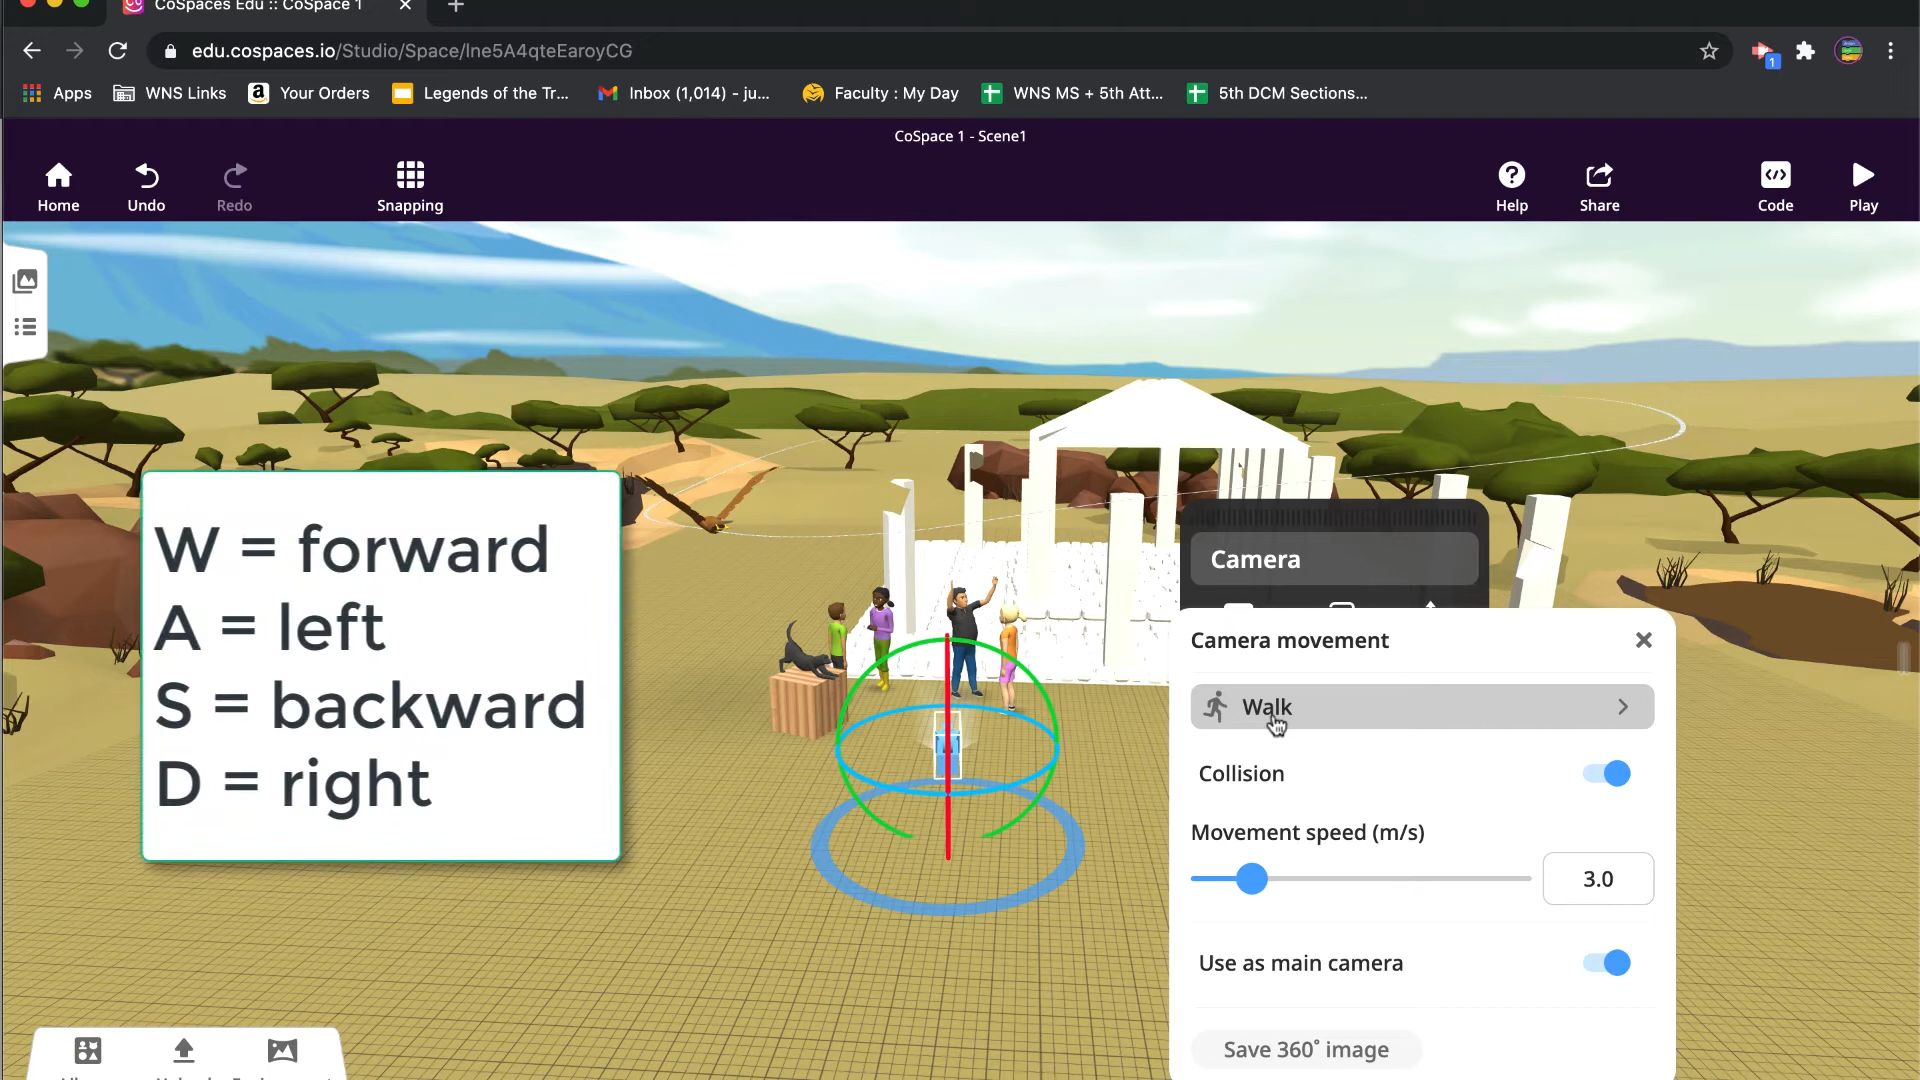 CoSpaces Edu :: CoSpace 1
edu.cospaces.io/Studio/Space/lne5A4qteEaroyCG
1
Apps
WNS Links
Your Orders
Legends of the Tr...
Inbox (1,014) - ju...
Faculty : My Day
WNS MS + 5th Att...
5th DCM Sections...
CoSpace 1 - Scene1
Home
Undo
Redo
Snapping
Help
Share
Code
Play
W = forward
A = left
S = backward
D = right
Camera
Camera movement
Walk
Collision
Movement speed (m/s)
3.0
Use as main camera
Save 360° image